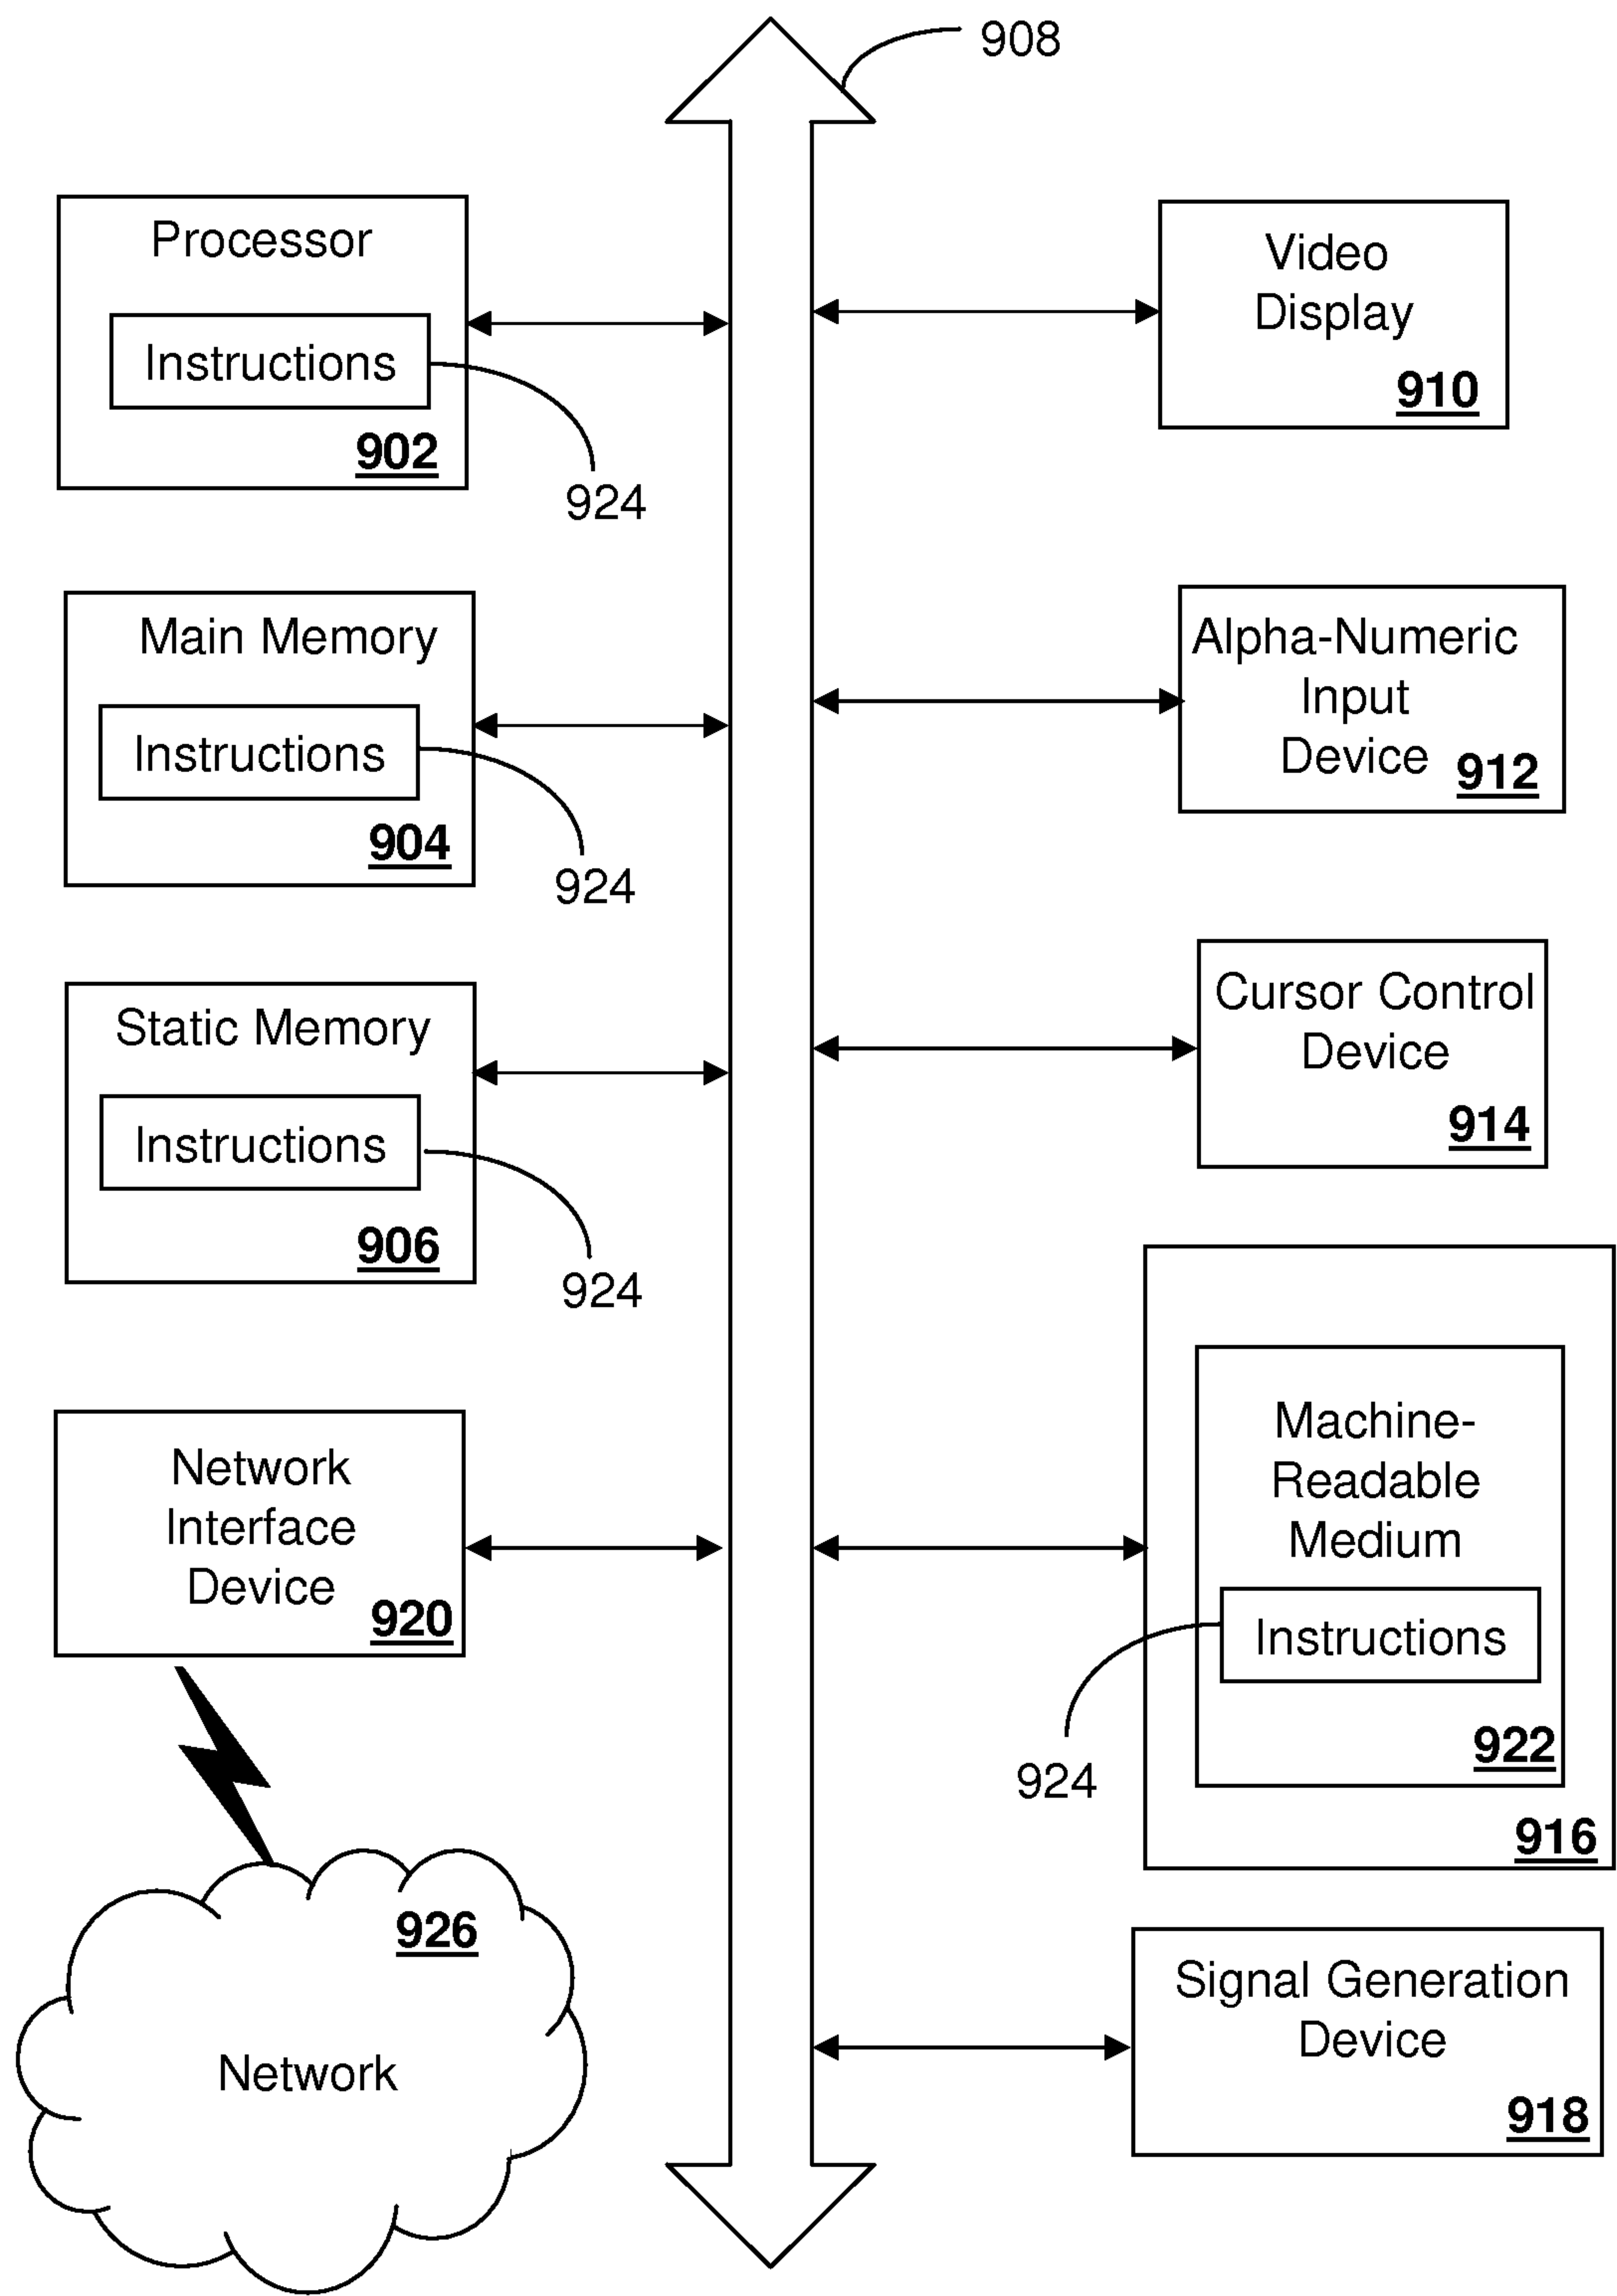 908
Processor
Instructions
902
924
Main Memory
Instructions
904
924
Static Memory
Instructions
906
924
Network
Interface
Device
920
926
Network
Video
Display
910
Alpha-Numeric
Input
Device 912
Cursor Control
Device
914
Machine-
Readable
Medium
Instructions
922
924
916
Signal Generation
Device
918